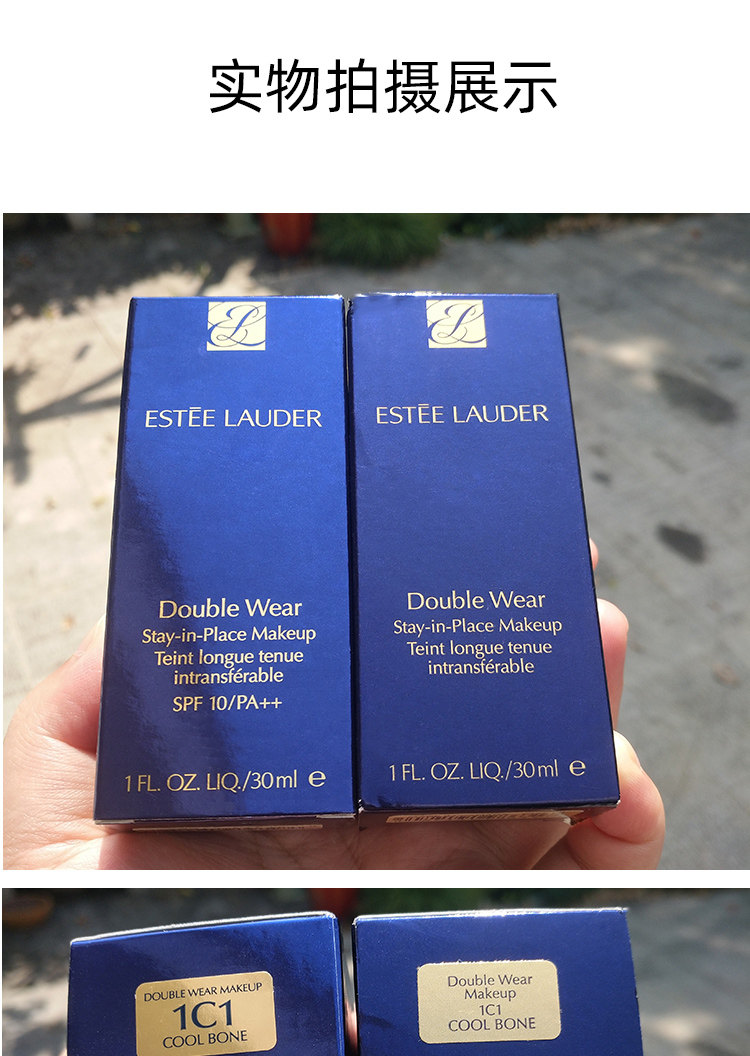 实物拍摄展示
ESTĒE LAUDER
Double Wear
Stay-in-Place Makeup
Teint longue tenue
intransférable
SPF 10/PA++
1 FL. OZ. LIQ./30ml e
ESTĒE LAUDER
Double Wear
Stay-in-Place Makeup
Teint longue tenue
intransférable
1 FL. OZ. LIQ./30ml e
DOUBLE WEAR MAKEUP
1C1
COOL BONE
Double Wear
Makeup
1C1
COOL BONE